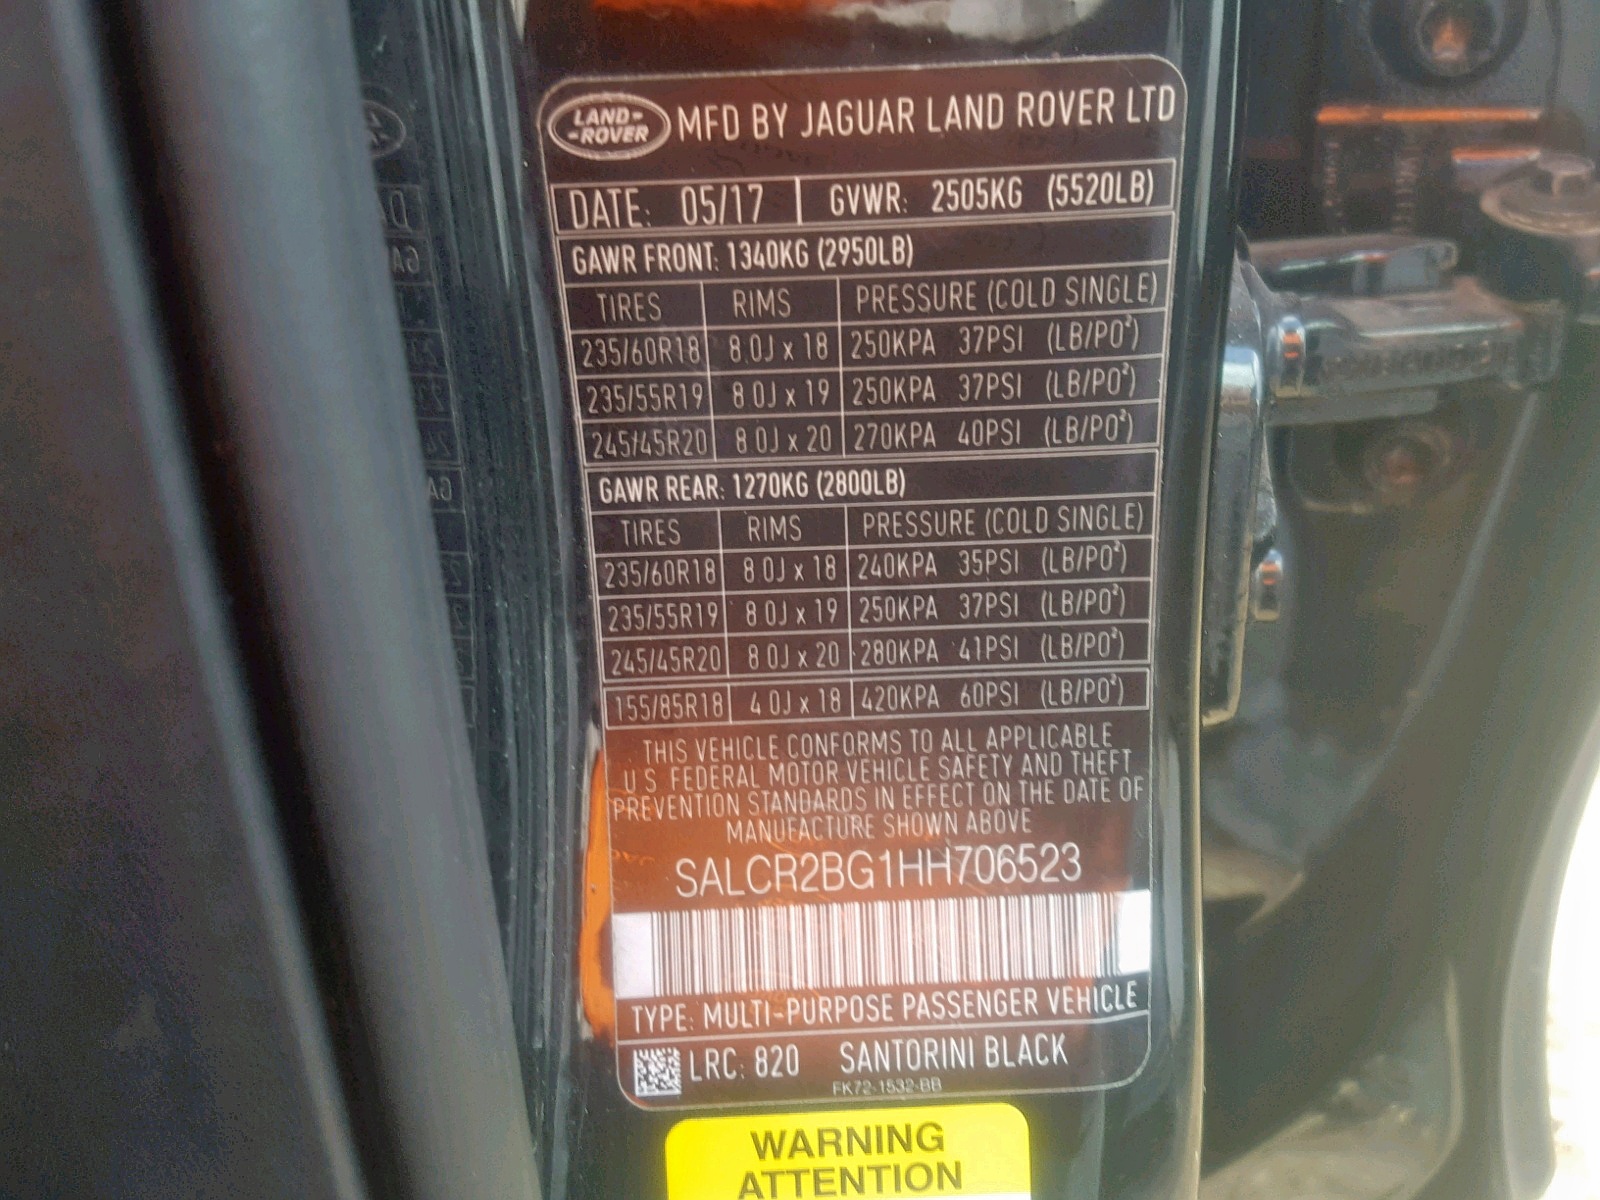 LAND-
-ROVER
MFD BY JAGUAR LAND ROVER LTD
DATE: 05/17 GVWR: 2505KG (5520LB)
GAWR FRONT: 1340KG (2950LB)
TIRES RIMS PRESSURE (COLD SINGLE)
235/60R18 8.0J x 18 250KPA 37PSI (LB/PO²)
235/55R19 8.0J x 19 250KPA 37PSI (LB/PO²)
245/45R20 8.0J x 20 270KPA 40PSI (LB/PO²)
GAWR REAR: 1270KG (2800LB)
TIRES RIMS PRESSURE (COLD SINGLE)
235/60R18 8.0J x 18 240KPA 35PSI (LB/PO²)
235/55R19 8.0J x 19 250KPA 37PSI (LB/PO²)
245/45R20 8.0J x 20 280KPA 41PSI (LB/PO²)
155/85R18 4.0J x 18 420KPA 60PSI (LB/PO²)
THIS VEHICLE CONFORMS TO ALL APPLICABLE
U.S. FEDERAL MOTOR VEHICLE SAFETY AND THEFT
PREVENTION STANDARDS IN EFFECT ON THE DATE OF
MANUFACTURE SHOWN ABOVE
SALCR2BG1HH706523
TYPE: MULTI-PURPOSE PASSENGER VEHICLE
LRC: 820 SANTORINI BLACK
FK72-1532-BB
WARNING
ATTENTION